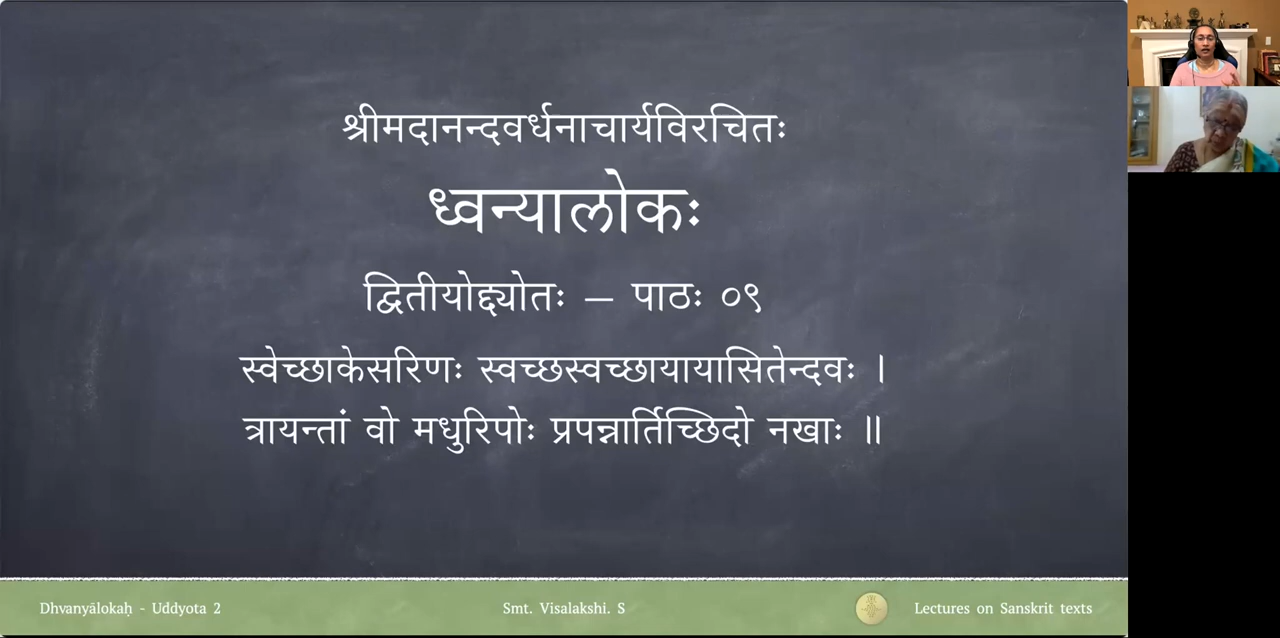 श्रीमदानन्दवर्धनाचार्यविरचितः
ध्वन्यालोकः
द्वितीयोद्द्योतः – पाठः ०९
स्वेच्छाकेसरिणः स्वच्छस्वच्छायायासितेन्दवः ।
त्रायन्तां वो मधुरिपोः प्रपन्नार्तिच्छिदो नखाः ॥
Dhvanyālokaḥ - Uddyota 2
Smt. Visalakshi. S
Lectures on Sanskrit texts